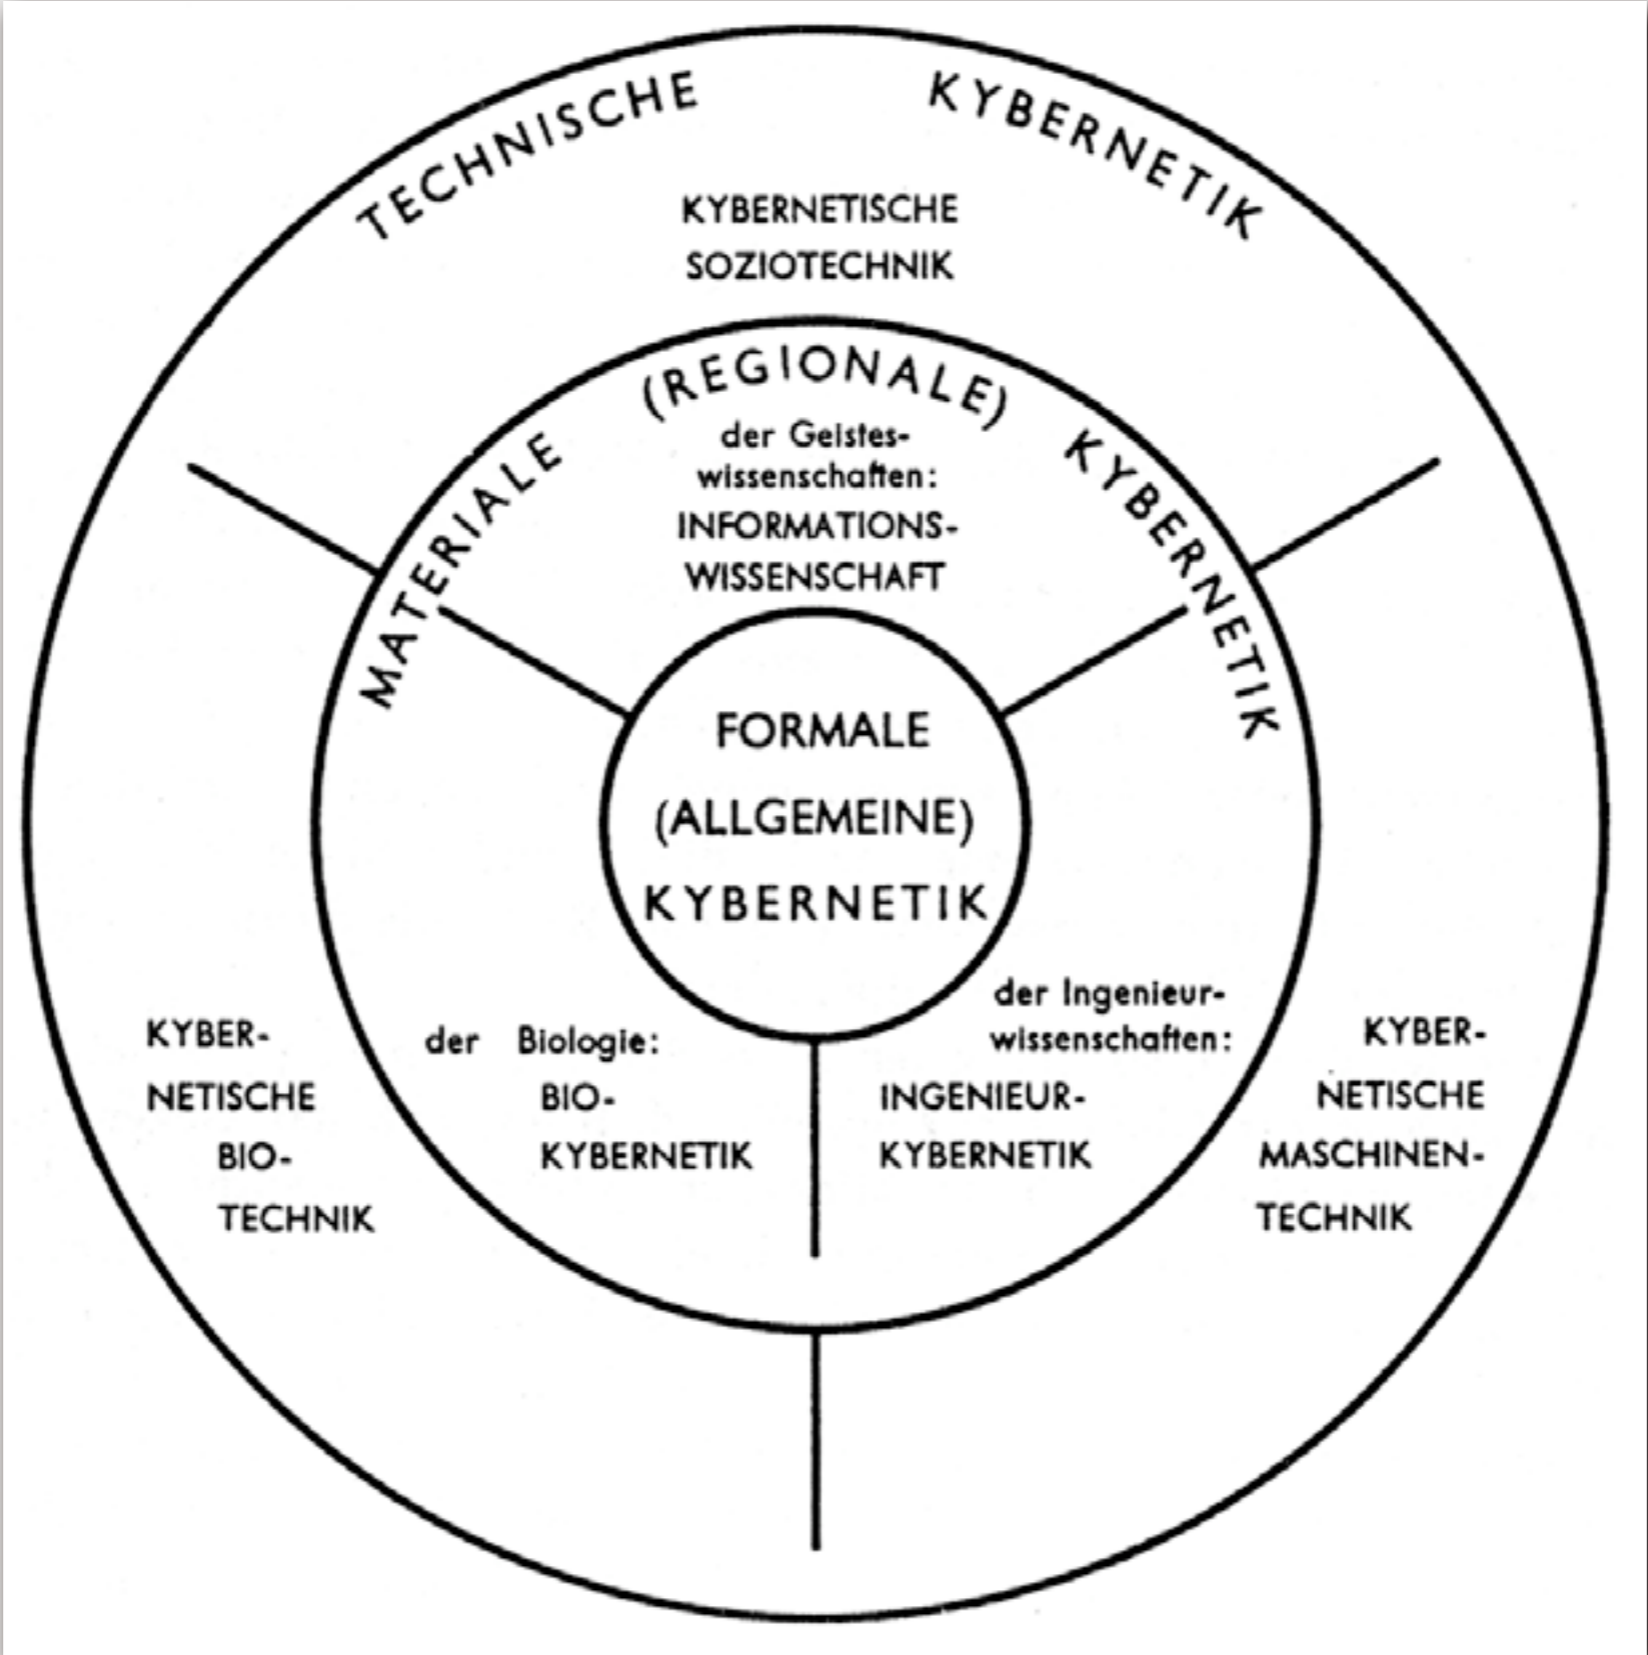 TECHNISCHE KYBERNETIK
KYBERNETISCHE
SOZIOTECHNIK
MATERIALE (REGIONALE) KYBERNETIK
der Geistes-
wissenschaften:
INFORMATIONS-
WISSENSCHAFT
FORMALE
(ALLGEMEINE)
KYBERNETIK
KYBER-
NETISCHE
BIO-
TECHNIK
der Biologie:
BIO-
KYBERNETIK
der Ingenieur-
wissenschaften:
INGENIEUR-
KYBERNETIK
KYBER-
NETISCHE
MASCHINEN-
TECHNIK